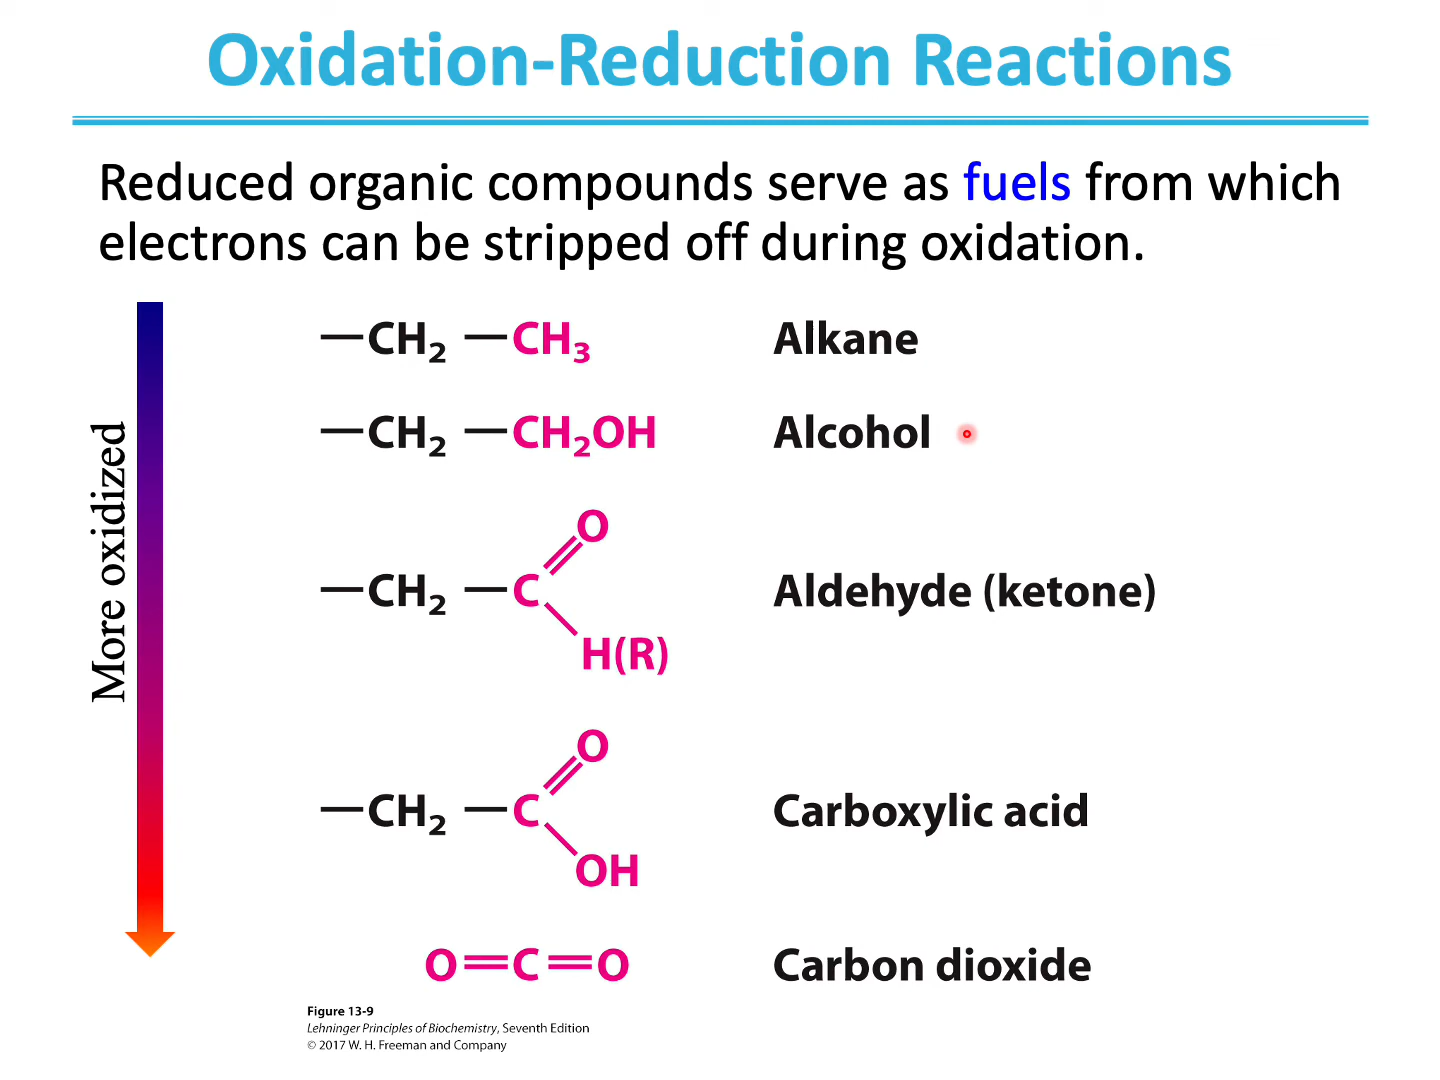 Oxidation-Reduction Reactions
Reduced organic compounds serve as fuels from which
electrons can be stripped off during oxidation.
More oxidized
—CH₂—CH₃ Alkane
—CH₂—CH₂OH Alcohol
O
—CH₂—C Aldehyde (ketone)
H(R)
O
—CH₂—C Carboxylic acid
OH
O=C=O Carbon dioxide
Figure 13-9
Lehninger Principles of Biochemistry, Seventh Edition
© 2017 W. H. Freeman and Company